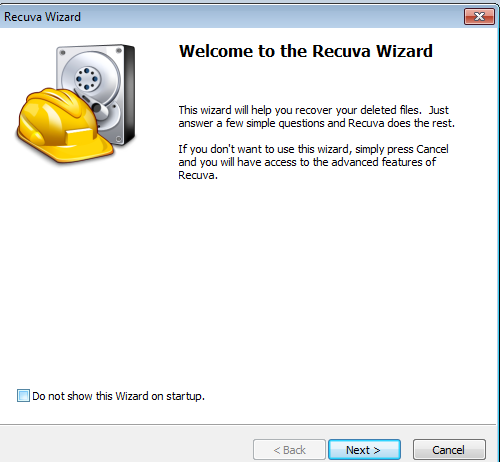 Recuva Wizard
Welcome to the Recuva Wizard
This wizard will help you recover your deleted files.  Just
answer a few simple questions and Recuva does the rest.
If you don't want to use this wizard, simply press Cancel
and you will have access to the advanced features of
Recuva.
Do not show this Wizard on startup.
< Back
Next >
Cancel